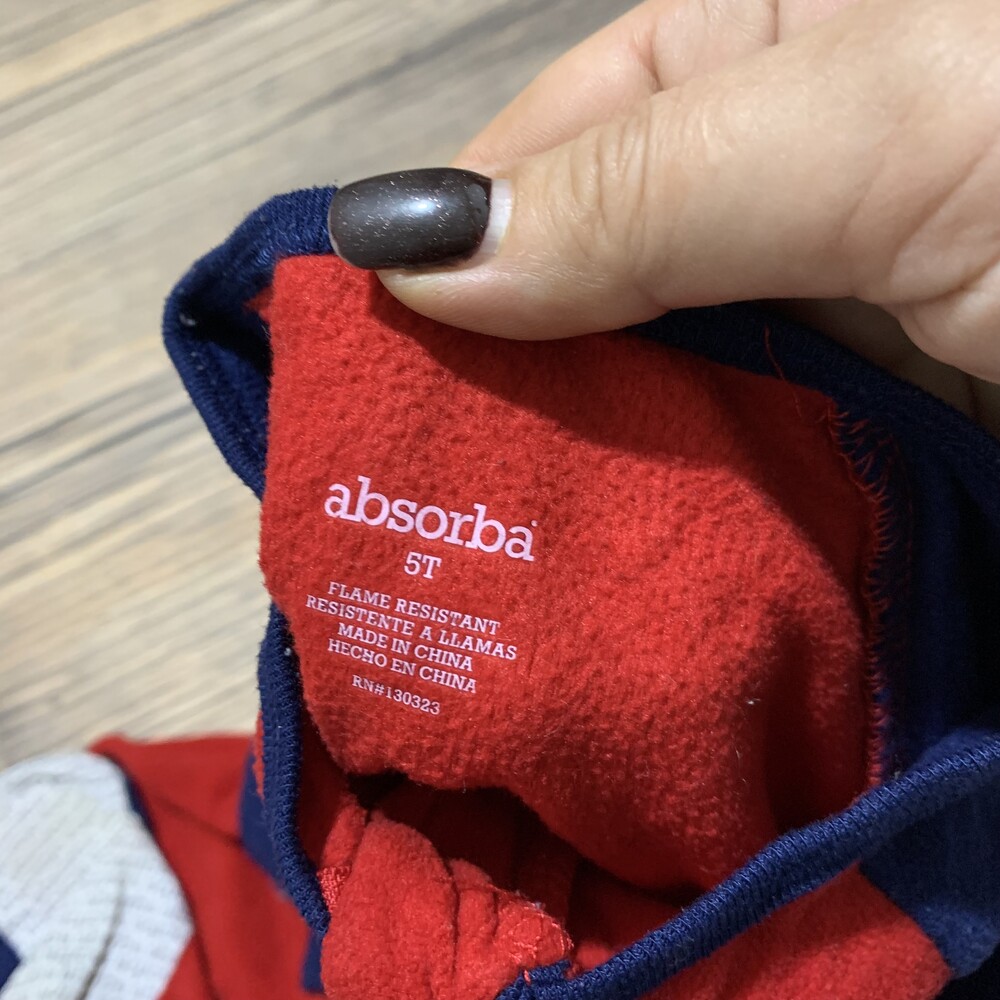 absorba
5T
FLAME RESISTANT
RESISTENTE A LLAMAS
MADE IN CHINA
HECHO EN CHINA
RN#130323